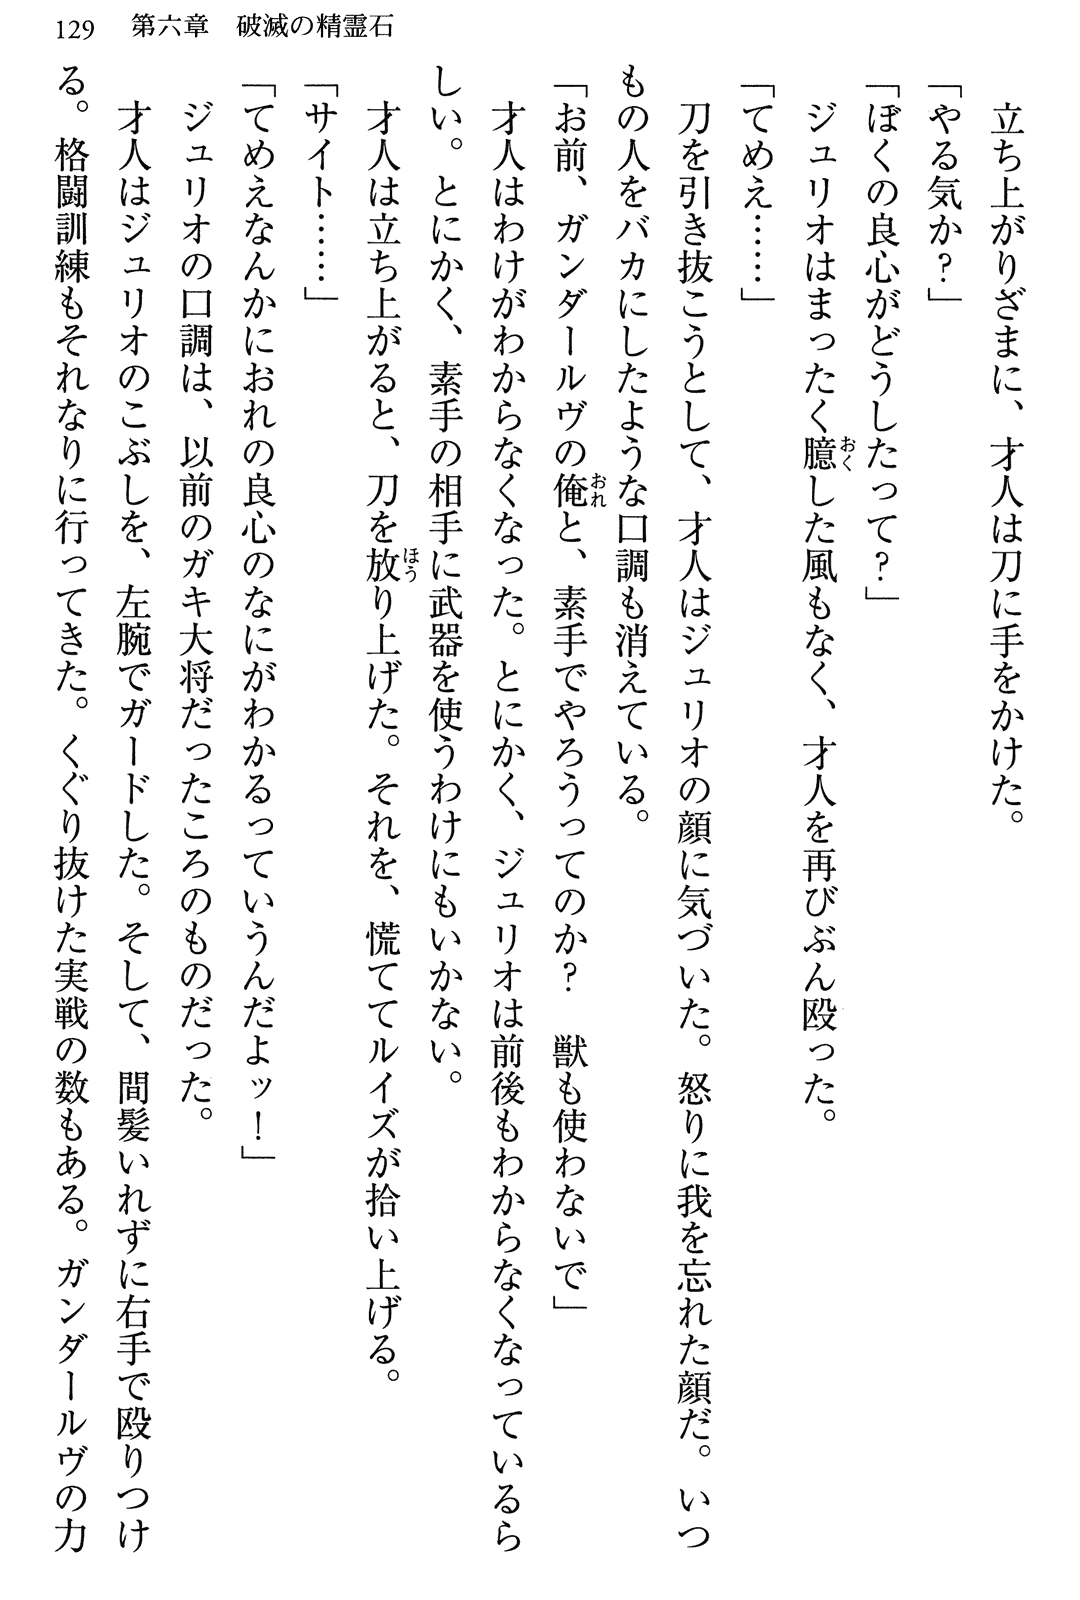 129　第六章　破滅の精霊石
　立ち上がりざまに、才人は刀に手をかけた。
「やる気か？」
「ぼくの良心がどうしたって？」
　ジュリオはまったく臆おくした風もなく、才人を再びぶん殴った。
「てめえ……」
　刀を引き抜こうとして、才人はジュリオの顔に気づいた。怒りに我を忘れた顔だ。いつ
もの人をバカにしたような口調も消えている。
「お前、ガンダールヴの俺おれと、素手でやろうってのか？　獣も使わないで」
　才人はわけがわからなくなった。とにかく、ジュリオは前後もわからなくなっているら
しい。とにかく、素手の相手に武器を使うわけにもいかない。
　才人は立ち上がると、刀を放ほうり上げた。それを、慌ててルイズが拾い上げる。
「サイト……」
「てめえなんかにおれの良心のなにがわかるっていうんだよッ！」
　ジュリオの口調は、以前のガキ大将だったころのものだった。
　才人はジュリオのこぶしを、左腕でガードした。そして、間髪いれずに右手で殴りつけ
る。格闘訓練もそれなりに行ってきた。くぐり抜けた実戦の数もある。ガンダールヴの力